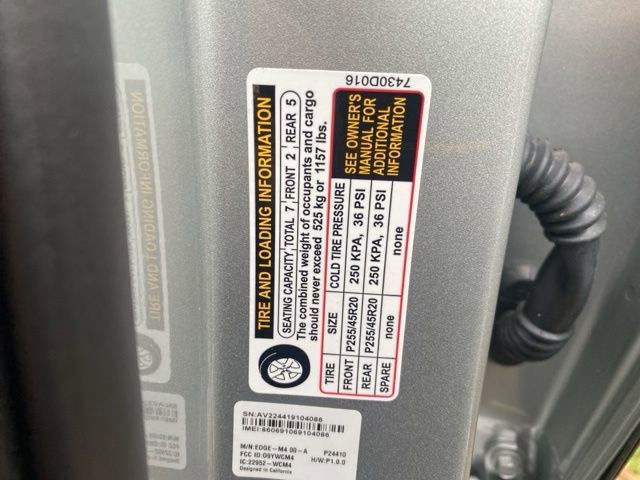 7430D016
TIRE AND LOADING INFORMATION
SEATING CAPACITY TOTAL 7 FRONT 2 REAR 5
The combined weight of occupants and cargo
should never exceed 525 kg or 1157 lbs.
TIRE SIZE COLD TIRE PRESSURE
FRONT P255/45R20 250 KPA, 36 PSI
REAR P255/45R20 250 KPA, 36 PSI
SPARE none none
SEE OWNER'S
MANUAL FOR
ADDITIONAL
INFORMATION
SN:AV224419104086
IMEI:860691069104086
M/N:EDGE-M4 00-A P24410
FCC ID:O9YWCM4 H/W:P1.0.0
IC:22952-WCM4
Designed in California
TIRE AND LOADING INFORMATION